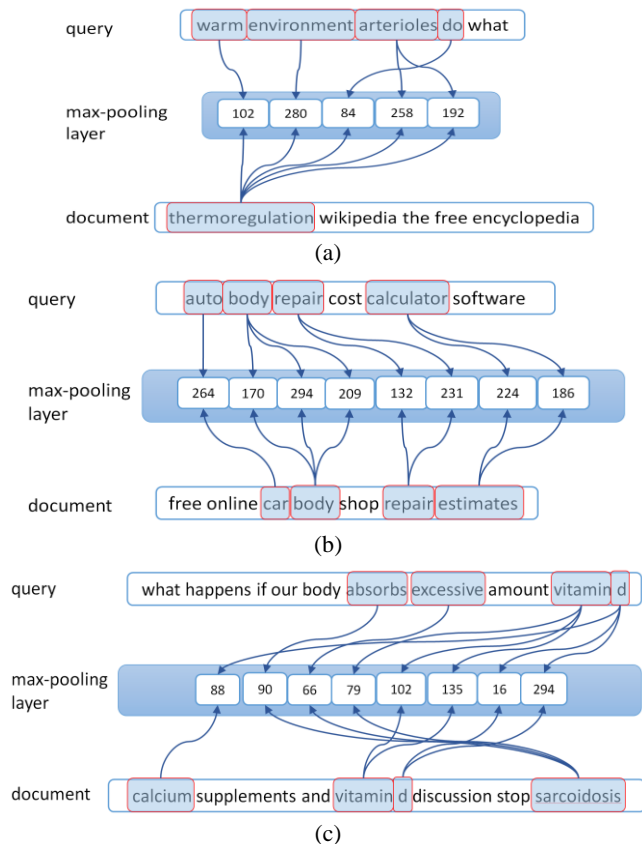 query warm environment arterioles do what
max-pooling
layer
102 280 84 258 192
document thermoregulation wikipedia the free encyclopedia
(a)
query auto body repair cost calculator software
max-pooling
layer
264 170 294 209 132 231 224 186
document free online car body shop repair estimates
(b)
query
what happens if our body absorbs excessive amount vitamin d
max-pooling
layer
88 90 66 79 102 135 16 294
document calcium supplements and vitamin d discussion stop sarcoidosis
(c)